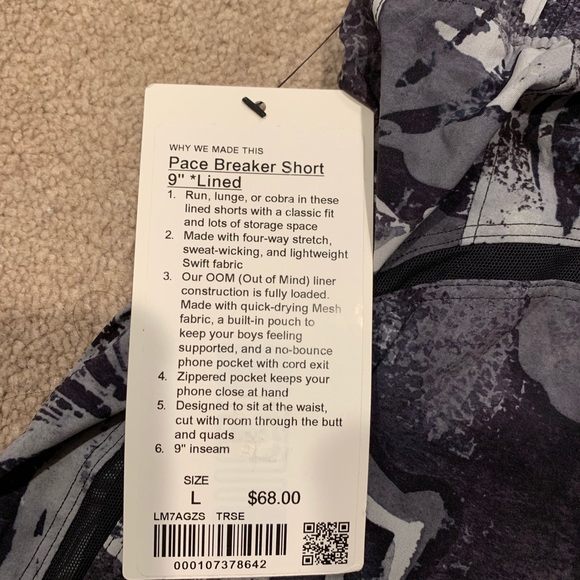 WHY WE MADE THIS
Pace Breaker Short
9" *Lined
1. Run, lunge, or cobra in these
lined shorts with a classic fit
and lots of storage space
2. Made with four-way stretch,
sweat-wicking, and lightweight
Swift fabric
3. Our OOM (Out of Mind) liner
construction is fully loaded.
Made with quick-drying Mesh
fabric, a built-in pouch to
keep your boys feeling
supported, and a no-bounce
phone pocket with cord exit
4. Zippered pocket keeps your
phone close at hand
5. Designed to sit at the waist,
cut with room through the butt
and quads
6. 9" inseam
SIZE
L $68.00
LM7AGZS TRSE
000107378642